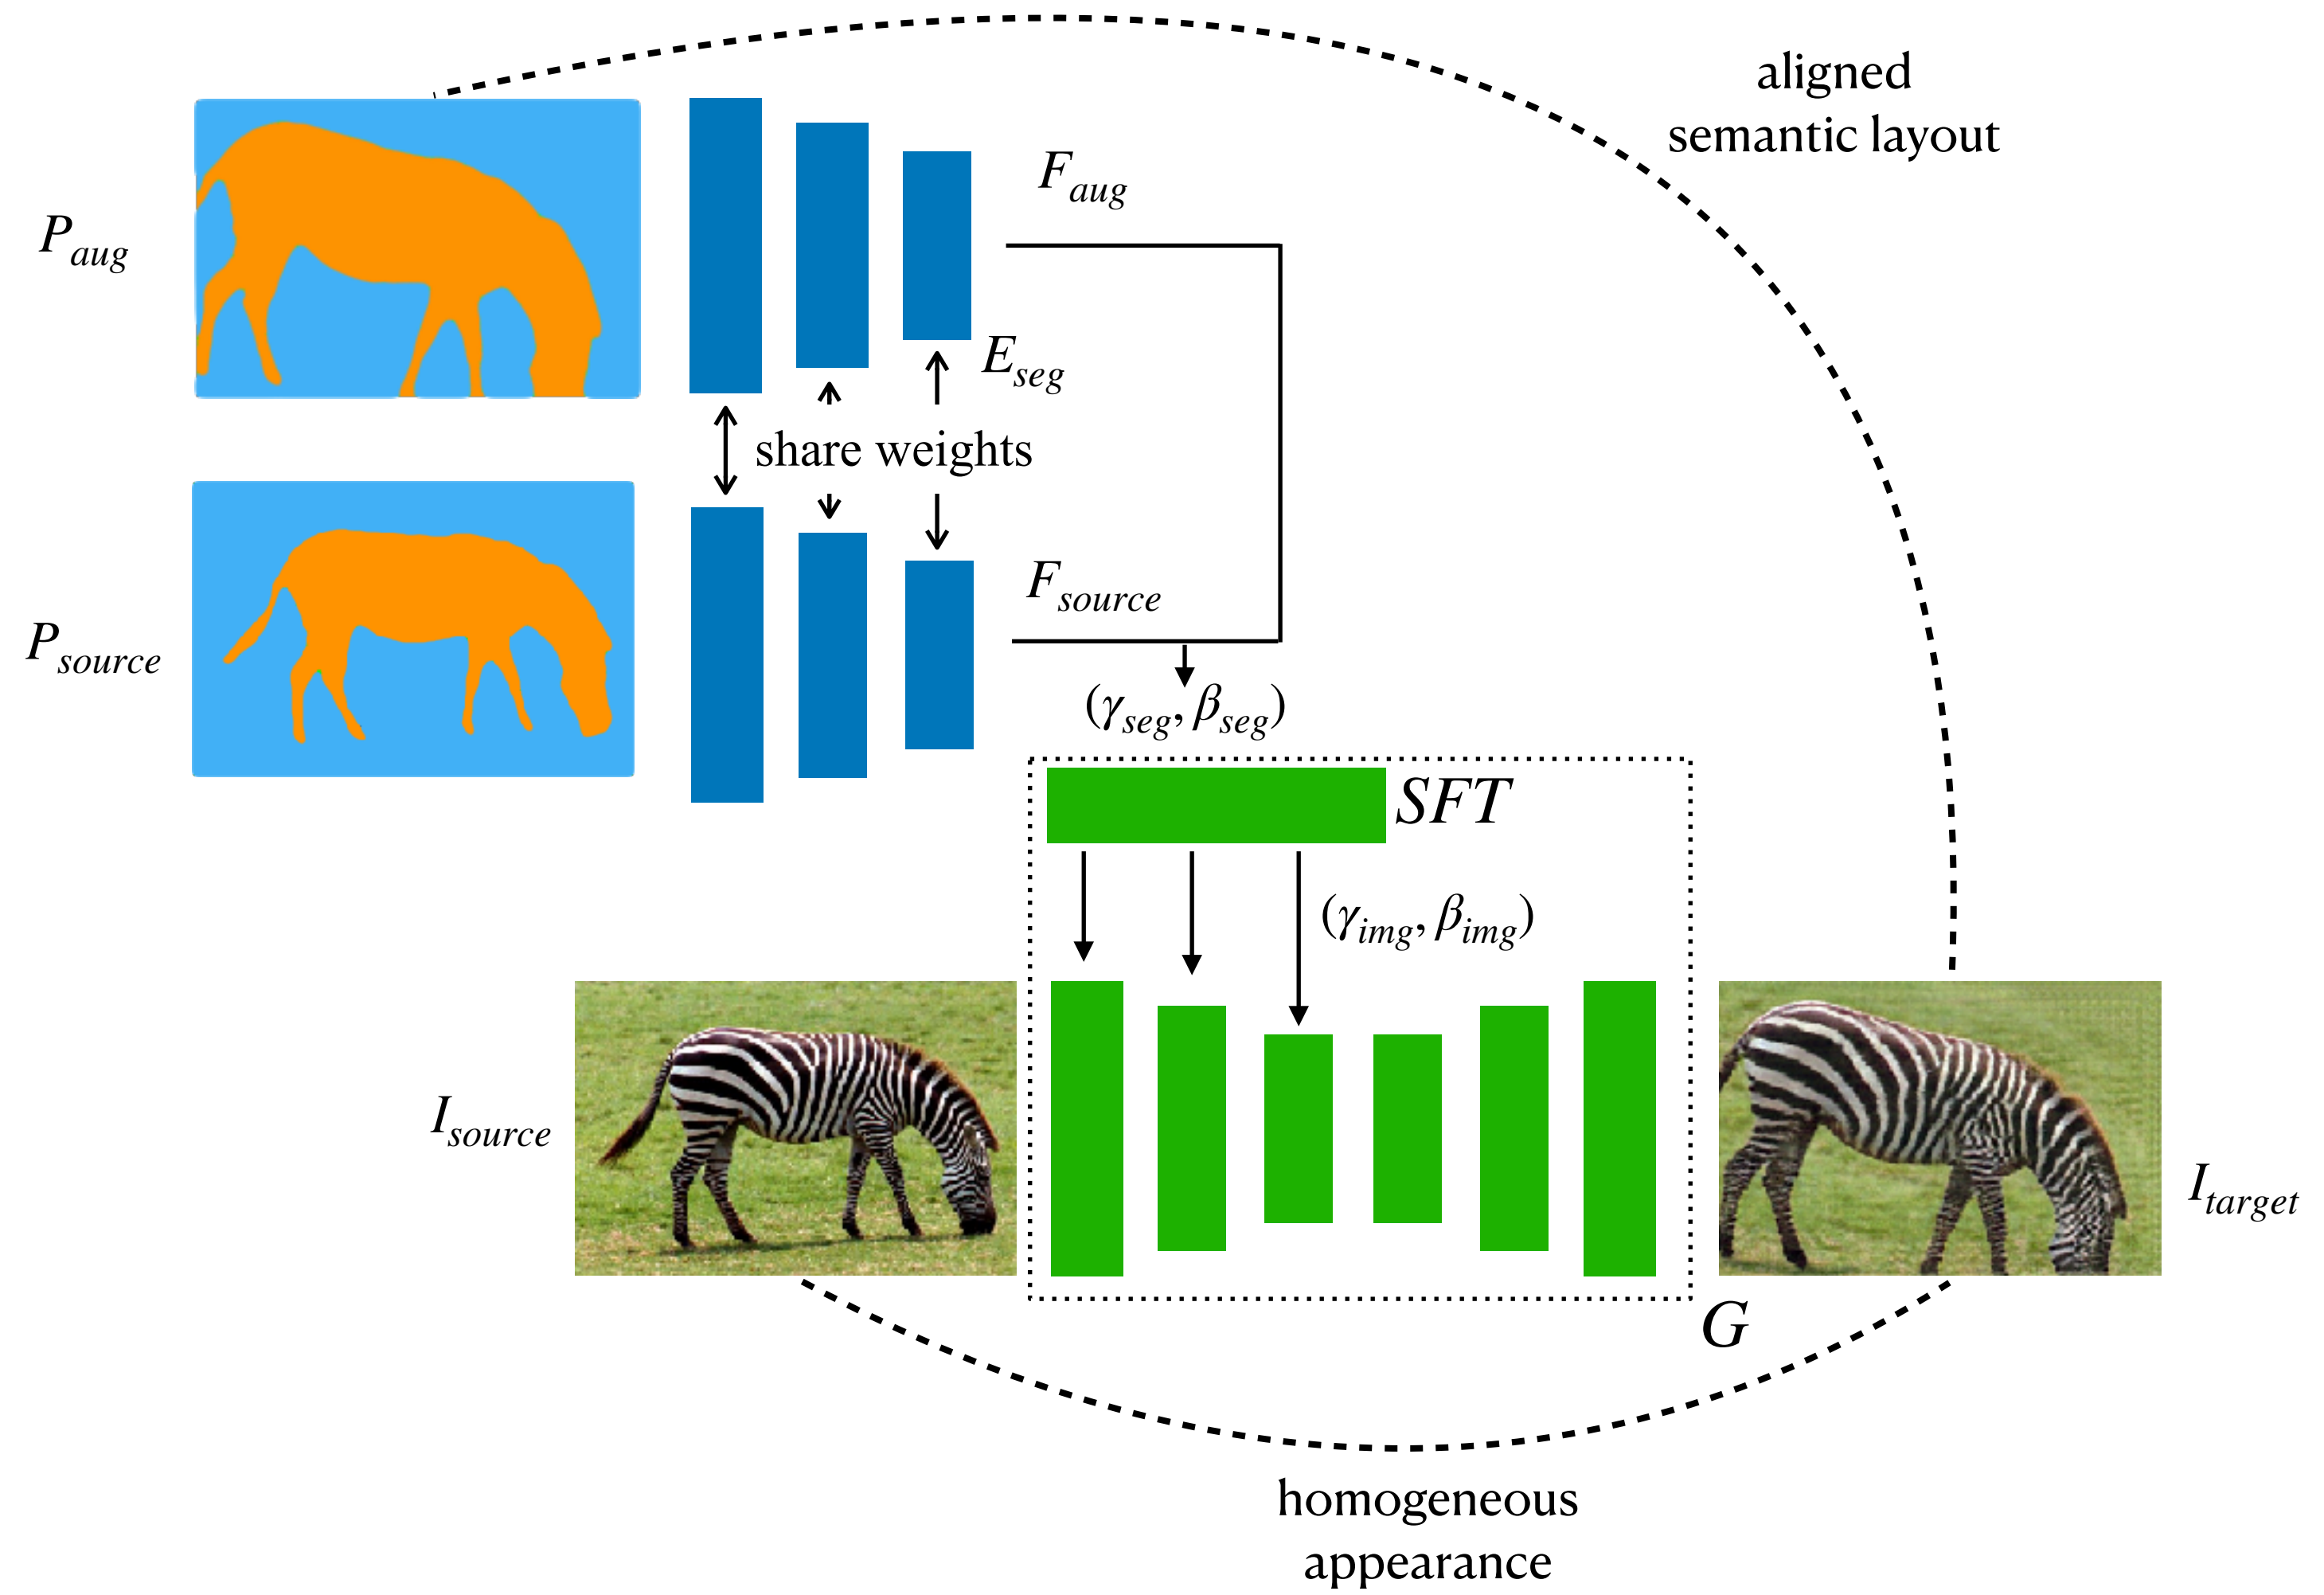 aligned
semantic layout
F_aug
P_aug
E_seg
share weights
F_source
P_source
(γ_seg, β_seg)
SFT
(γ_img, β_img)
I_source
I_target
G
homogeneous
appearance